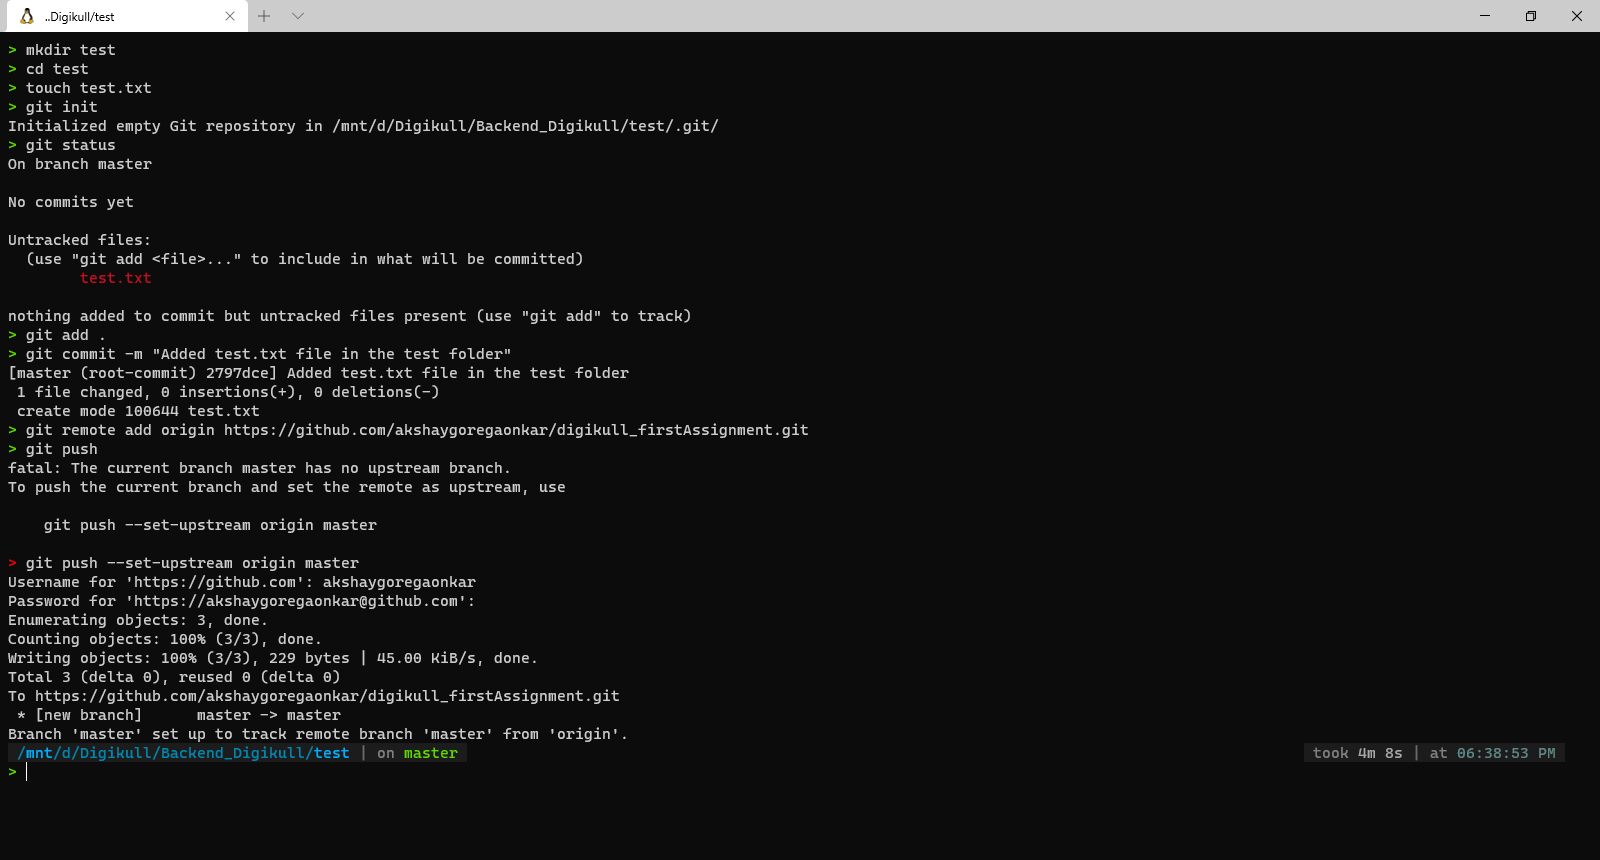 ..Digikull/test
> mkdir test
> cd test
> touch test.txt
> git init
Initialized empty Git repository in /mnt/d/Digikull/Backend_Digikull/test/.git/
> git status
On branch master
No commits yet
Untracked files:
  (use "git add <file>..." to include in what will be committed)
        test.txt
nothing added to commit but untracked files present (use "git add" to track)
> git add .
> git commit -m "Added test.txt file in the test folder"
[master (root-commit) 2797dce] Added test.txt file in the test folder
 1 file changed, 0 insertions(+), 0 deletions(-)
 create mode 100644 test.txt
> git remote add origin https://github.com/akshaygoregaonkar/digikull_firstAssignment.git
> git push
fatal: The current branch master has no upstream branch.
To push the current branch and set the remote as upstream, use
    git push --set-upstream origin master
> git push --set-upstream origin master
Username for 'https://github.com': akshaygoregaonkar
Password for 'https://akshaygoregaonkar@github.com':
Enumerating objects: 3, done.
Counting objects: 100% (3/3), done.
Writing objects: 100% (3/3), 229 bytes | 45.00 KiB/s, done.
Total 3 (delta 0), reused 0 (delta 0)
To https://github.com/akshaygoregaonkar/digikull_firstAssignment.git
 * [new branch]      master -> master
Branch 'master' set up to track remote branch 'master' from 'origin'.
/mnt/d/Digikull/Backend_Digikull/test | on master took 4m 8s | at 06:38:53 PM
>